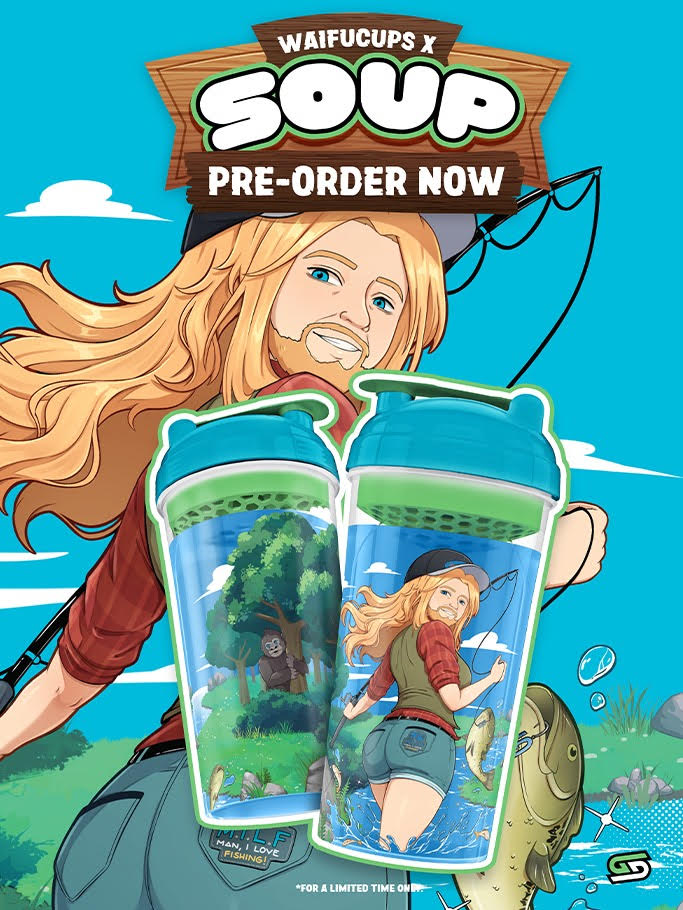 WAIFUCUPS X
SOUP
PRE-ORDER NOW
M.I.L.F
MAN, I LOVE
FISHING!
*FOR A LIMITED TIME ONLY.